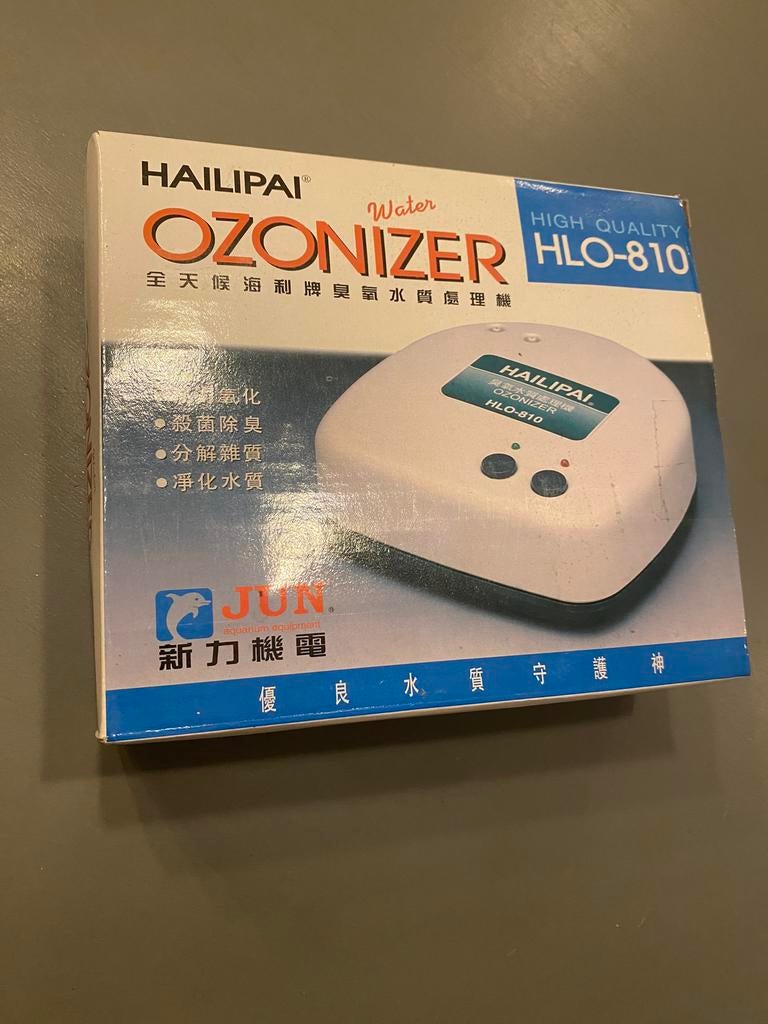 HAILIPAI®
Water
OZONIZER
全天候海利牌臭氧水質處理機
HIGH QUALITY
HLO-810
HAILIPAI
臭氧水質處理機
OZONIZER
HLO-810
氧化
●殺菌除臭
●分解雜質
●淨化水質
JUN®
aquarium equipment
新力機電
優良水質守護神